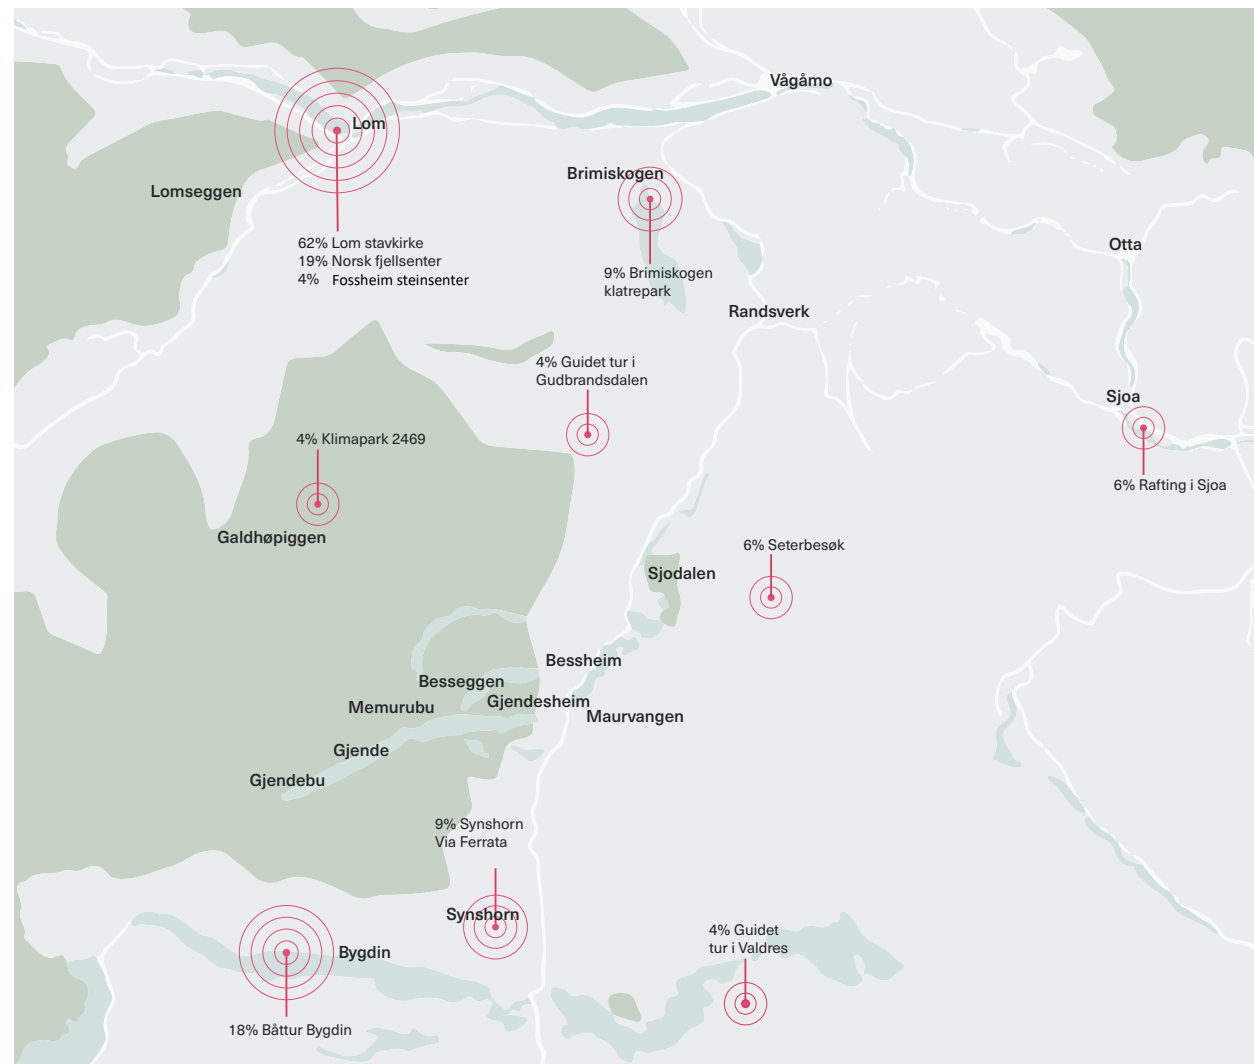 Vågåmo
Lom
Brimiskogen
Lomseggen
62% Lom stavkirke
19% Norsk fjellsenter
4% Fossheim steinsenter
Otta
9% Brimiskogen
klatrepark
Randsverk
4% Guidet tur i
Gudbrandsdalen
Sjoa
4% Klimapark 2469
6% Rafting i Sjoa
Galdhøpiggen
6% Seterbesøk
Sjodalen
Bessheim
Besseggen
Gjendesheim
Memurubu
Maurvangen
Gjende
Gjendebu
9% Synshorn
Via Ferrata
Synshorn
4% Guidet
tur i Valdres
Bygdin
18% Båttur Bygdin